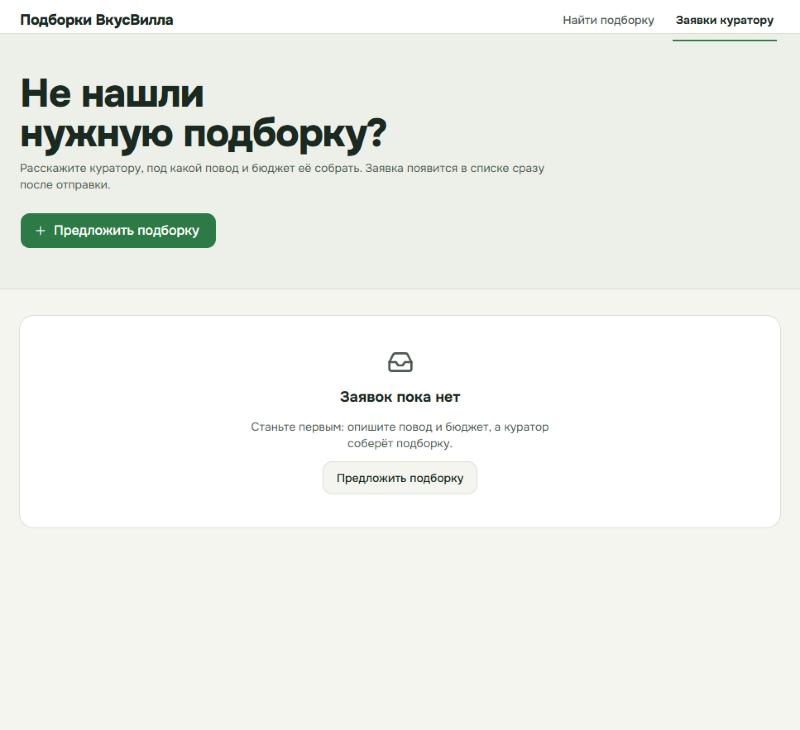 Подборки ВкусВилла
Найти подборку
Заявки куратору
Не нашли
нужную подборку?
Расскажите куратору, под какой повод и бюджет её собрать. Заявка появится в списке сразу
после отправки.
+ Предложить подборку
Заявок пока нет
Станьте первым: опишите повод и бюджет, а куратор
соберёт подборку.
Предложить подборку